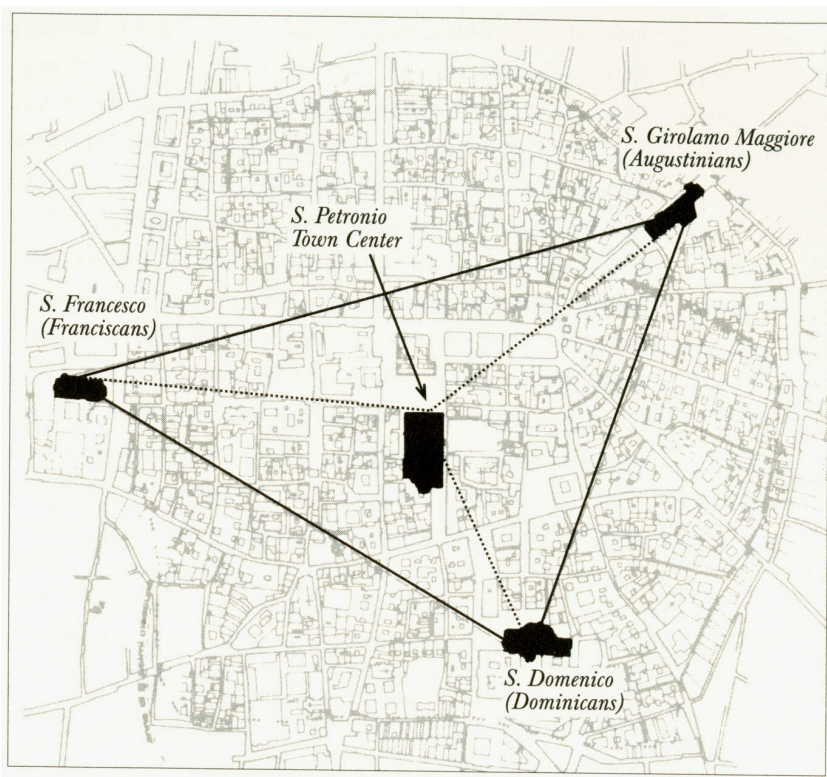 S. Girolamo Maggiore
(Augustinians)
S. Petronio
Town Center
S. Francesco
(Franciscans)
S. Domenico
(Dominicans)